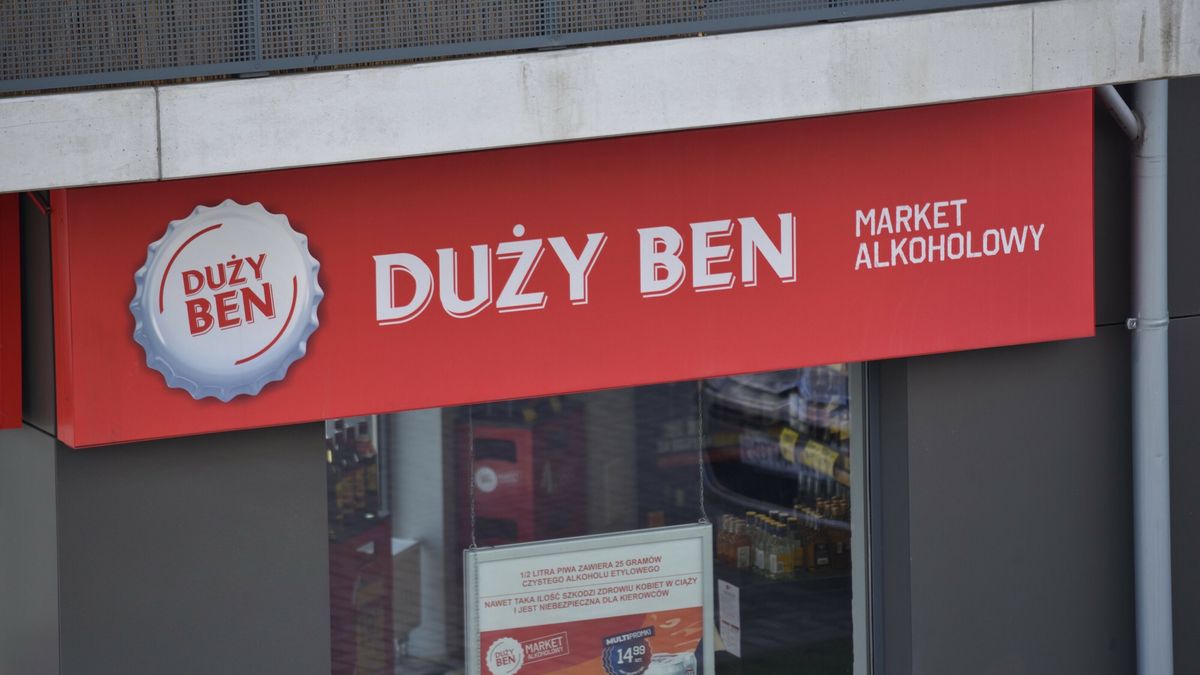 DUŻY
BEN
DUŻY BEN
MARKET
ALKOHOLOWY
1/2 LITRA PIWA ZAWIERA 25 GRAMÓW
CZYSTEGO ALKOHOLU ETYLOWEGO
NAWET TAKA ILOŚĆ SZKODZI ZDROWIU KOBIET W CIĄŻY
I JEST NIEBEZPIECZNA DLA KIEROWCÓW
DUŻY
BEN
MARKET
ALKOHOLOWY
MULTIPROMKI
14 99